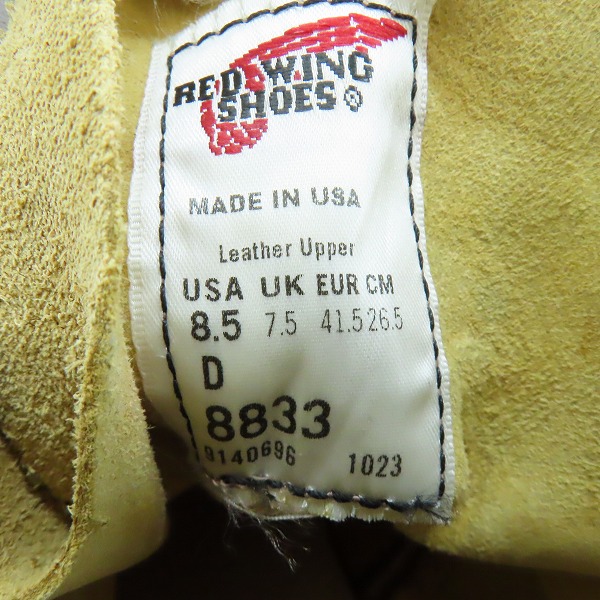 RED WING
SHOES ®
MADE IN USA
Leather Upper
USA UK EUR CM
8.5 7.5 41.5 26.5
D
8833
9140696 1023